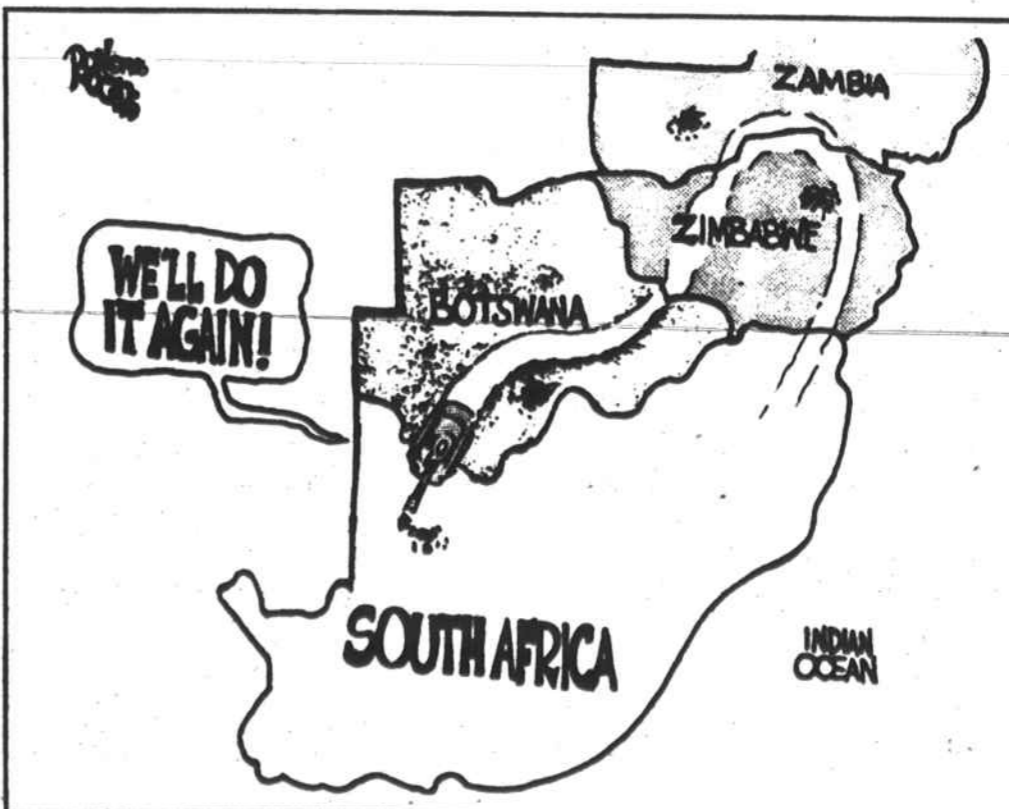 ZAMBIA
ZIMBABWE
WE'LL DO
IT AGAIN!
BOTSWANA
SOUTH AFRICA
INDIAN
OCEAN